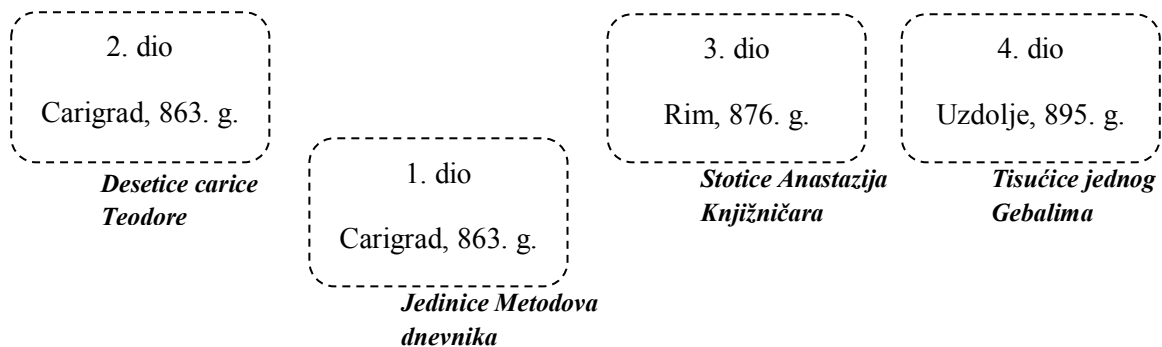 2. dio
Carigrad, 863. g.
Desetice carice
Teodore
1. dio
Carigrad, 863. g.
Jedinice Metodova
dnevnika
3. dio
Rim, 876. g.
Stotice Anastazija
Knjižničara
4. dio
Uzdolje, 895. g.
Tisućice jednog
Gebalima